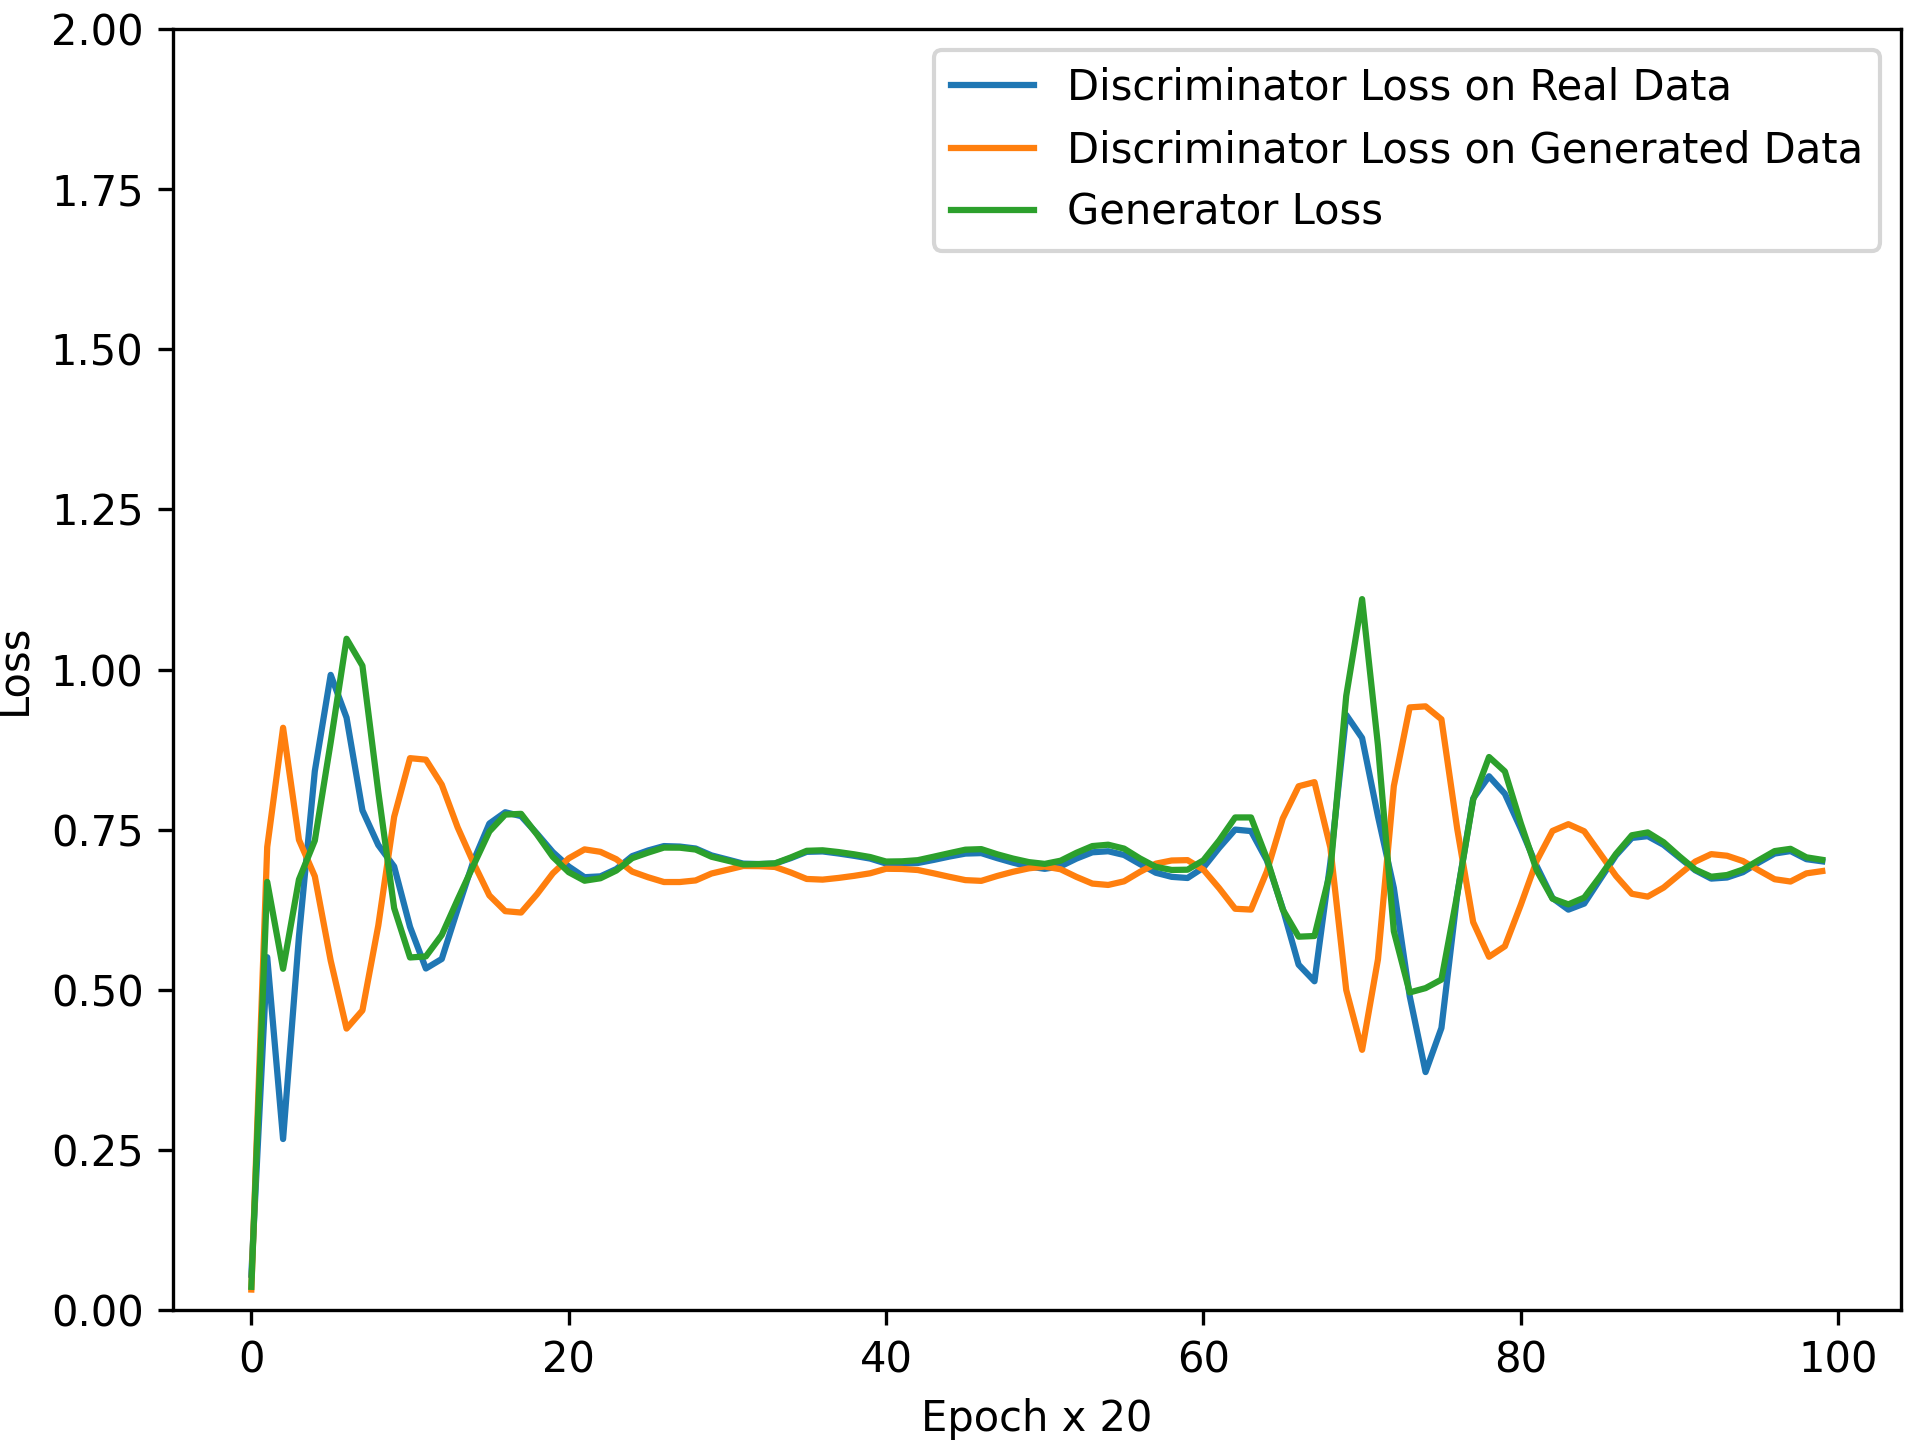 2.00
1.75
1.50
1.25
1.00
0.75
0.50
0.25
0.00
Loss
Discriminator Loss on Real Data
Discriminator Loss on Generated Data
Generator Loss
0 20 40 60 80 100
Epoch x 20